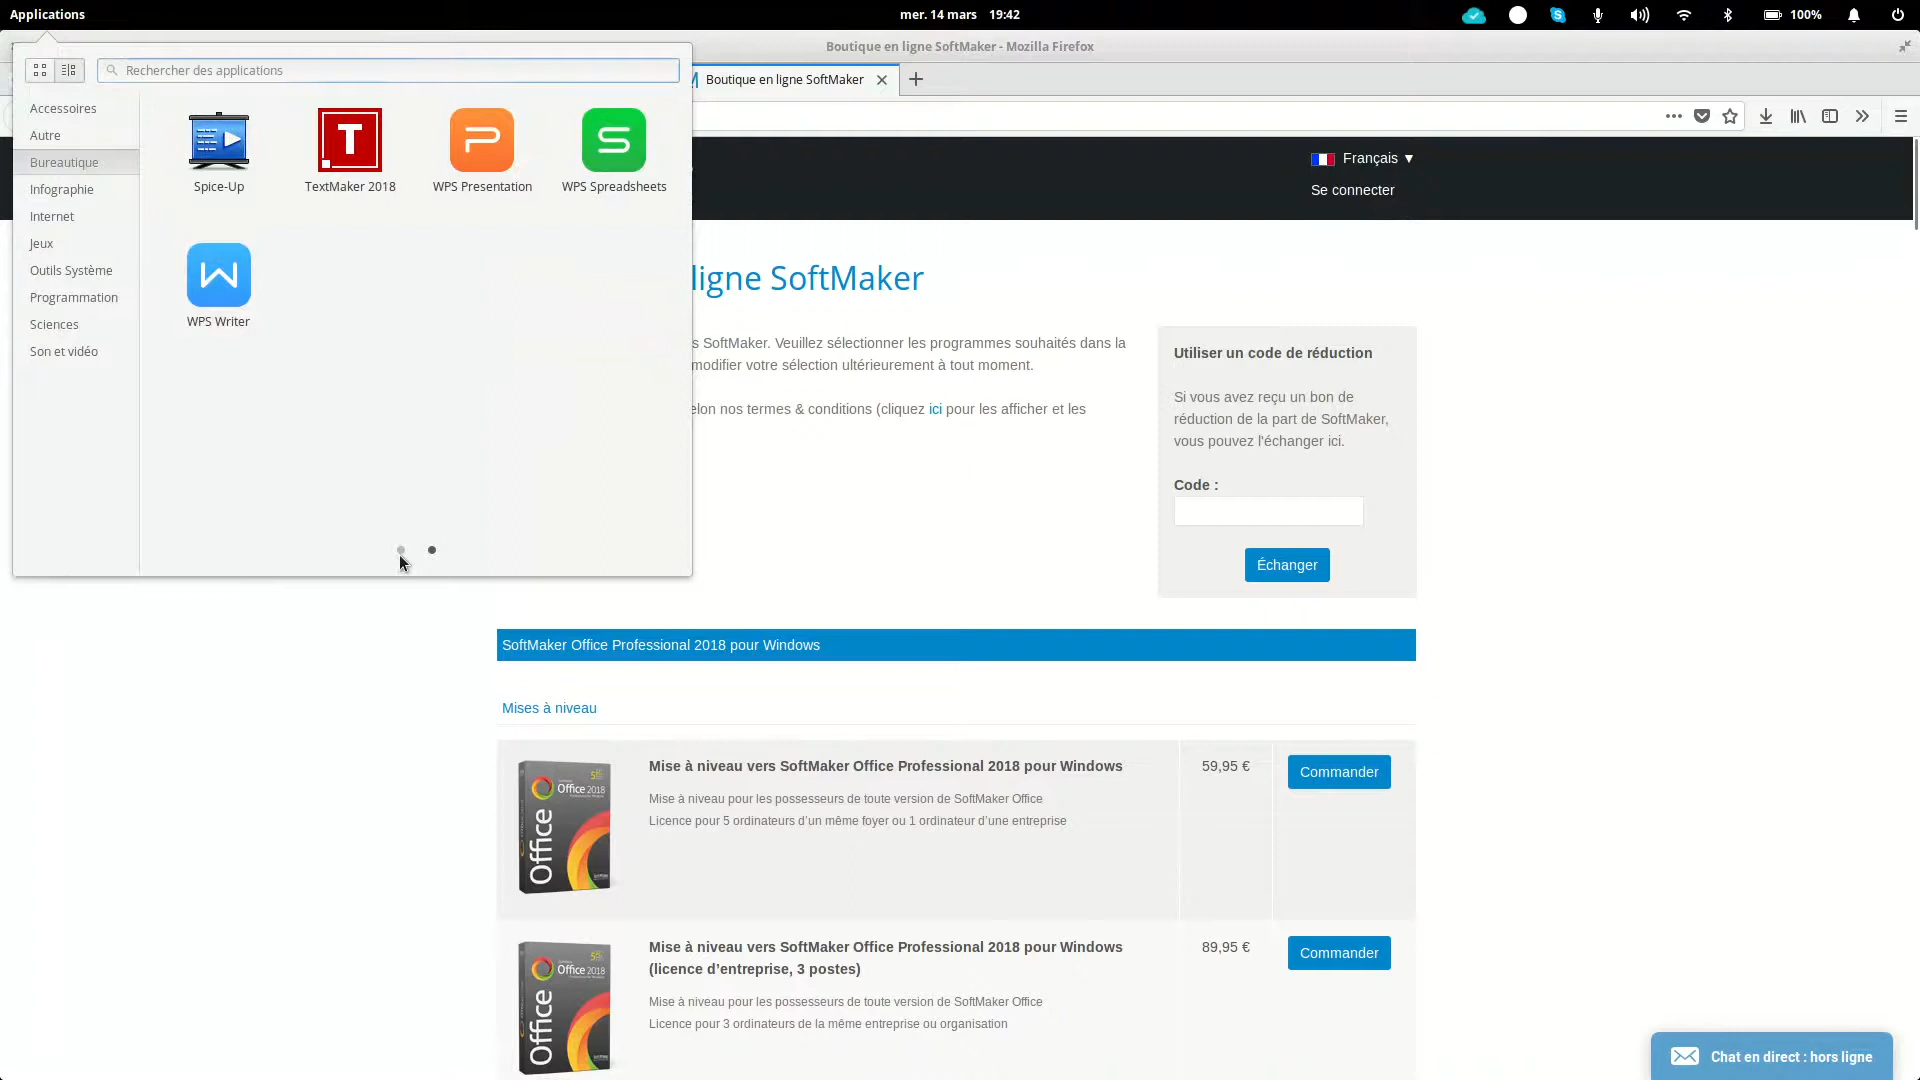 Applications
mer. 14 mars 19:42
100%
Boutique en ligne SoftMaker - Mozilla Firefox
Rechercher des applications
Boutique en ligne SoftMaker
Accessoires
Autre
Bureautique
Infographie
Internet
Jeux
Outils Système
Programmation
Sciences
Son et vidéo
Spice-Up
TextMaker 2018
WPS Presentation
WPS Spreadsheets
WPS Writer
Français ▼
Se connecter
ligne SoftMaker
s SoftMaker. Veuillez sélectionner les programmes souhaités dans la
modifier votre sélection ultérieurement à tout moment.
elon nos termes & conditions (cliquez ici pour les afficher et les
Utiliser un code de réduction
Si vous avez reçu un bon de
réduction de la part de SoftMaker,
vous pouvez l'échanger ici.
Code :
Échanger
SoftMaker Office Professional 2018 pour Windows
Mises à niveau
Office 2018
Office
Mise à niveau vers SoftMaker Office Professional 2018 pour Windows
Mise à niveau pour les possesseurs de toute version de SoftMaker Office
Licence pour 5 ordinateurs d’un même foyer ou 1 ordinateur d’une entreprise
59,95 €
Commander
Office 2018
Office
Mise à niveau vers SoftMaker Office Professional 2018 pour Windows
(licence d’entreprise, 3 postes)
Mise à niveau pour les possesseurs de toute version de SoftMaker Office
Licence pour 3 ordinateurs de la même entreprise ou organisation
89,95 €
Commander
Chat en direct : hors ligne